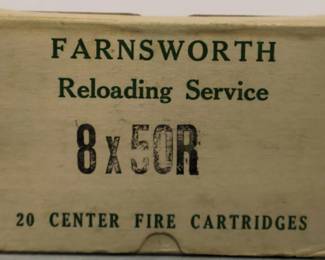 FARNSWORTH
Reloading Service
8x50R
20 CENTER FIRE CARTRIDGES